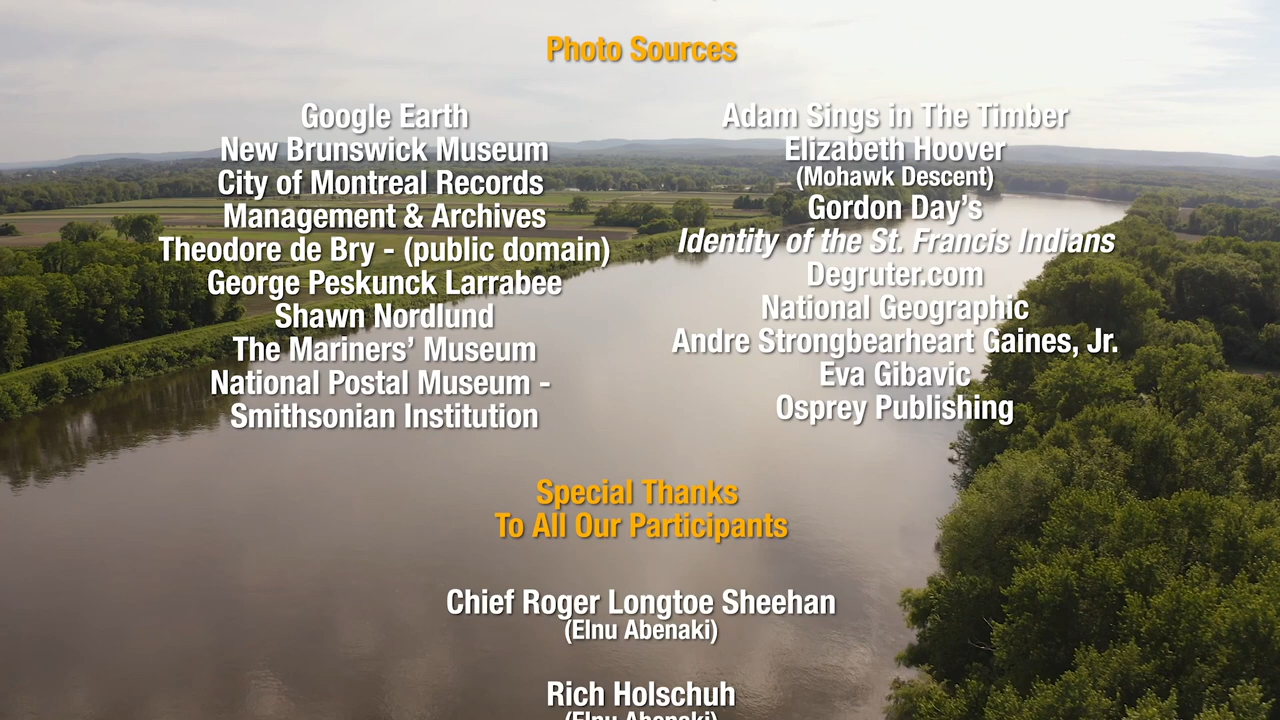 Photo Sources
Google Earth
New Brunswick Museum
City of Montreal Records
Management & Archives
Theodore de Bry - (public domain)
George Peskunck Larrabee
Shawn Nordlund
The Mariners’ Museum
National Postal Museum -
Smithsonian Institution
Adam Sings in The Timber
Elizabeth Hoover
(Mohawk Descent)
Gordon Day’s
Identity of the St. Francis Indians
Degruter.com
National Geographic
Andre Strongbearheart Gaines, Jr.
Eva Gibavic
Osprey Publishing
Special Thanks
To All Our Participants
Chief Roger Longtoe Sheehan
(Elnu Abenaki)
Rich Holschuh
(Elnu Abenaki)